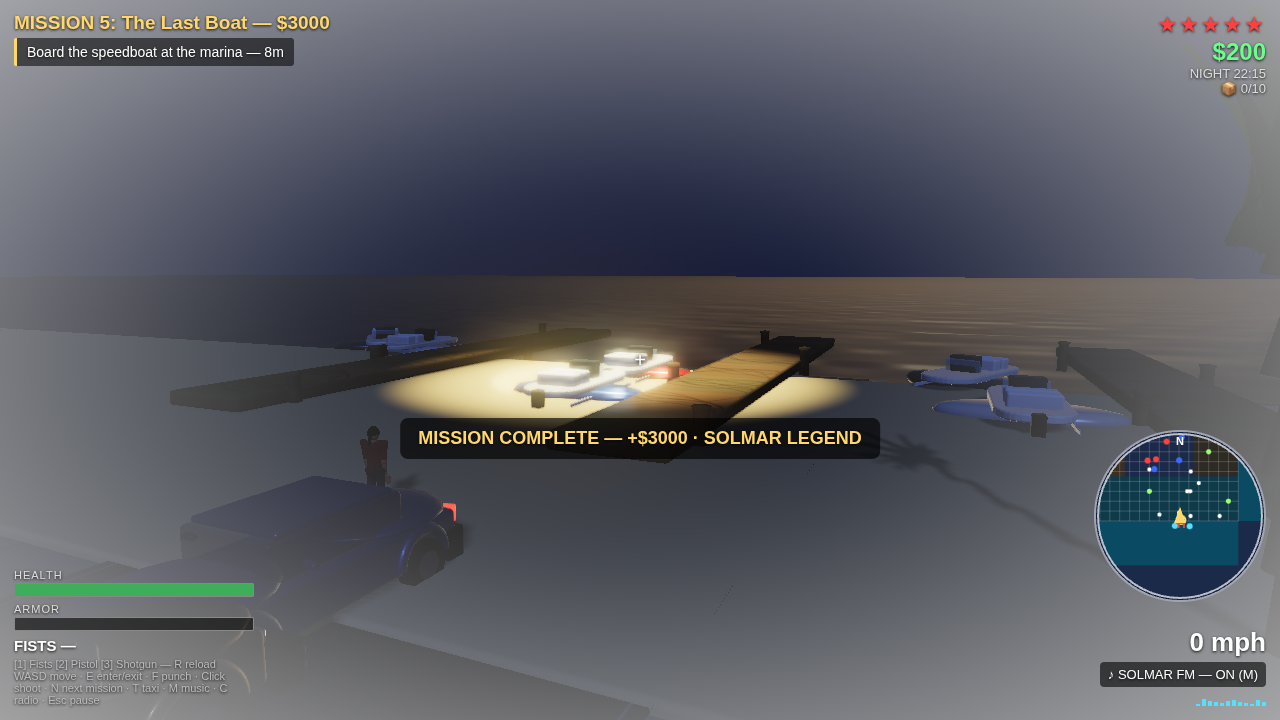 MISSION 5: The Last Boat — $3000
Board the speedboat at the marina — 8m
★★★★★
$200
NIGHT 22:15
📦 0/10
MISSION COMPLETE — +$3000 · SOLMAR LEGEND
N
HEALTH
ARMOR
FISTS —
[1] Fists [2] Pistol [3] Shotgun — R reload
WASD move · E enter/exit · F punch · Click
shoot · N next mission · T taxi · M music · C
radio · Esc pause
0 mph
♪ SOLMAR FM — ON (M)